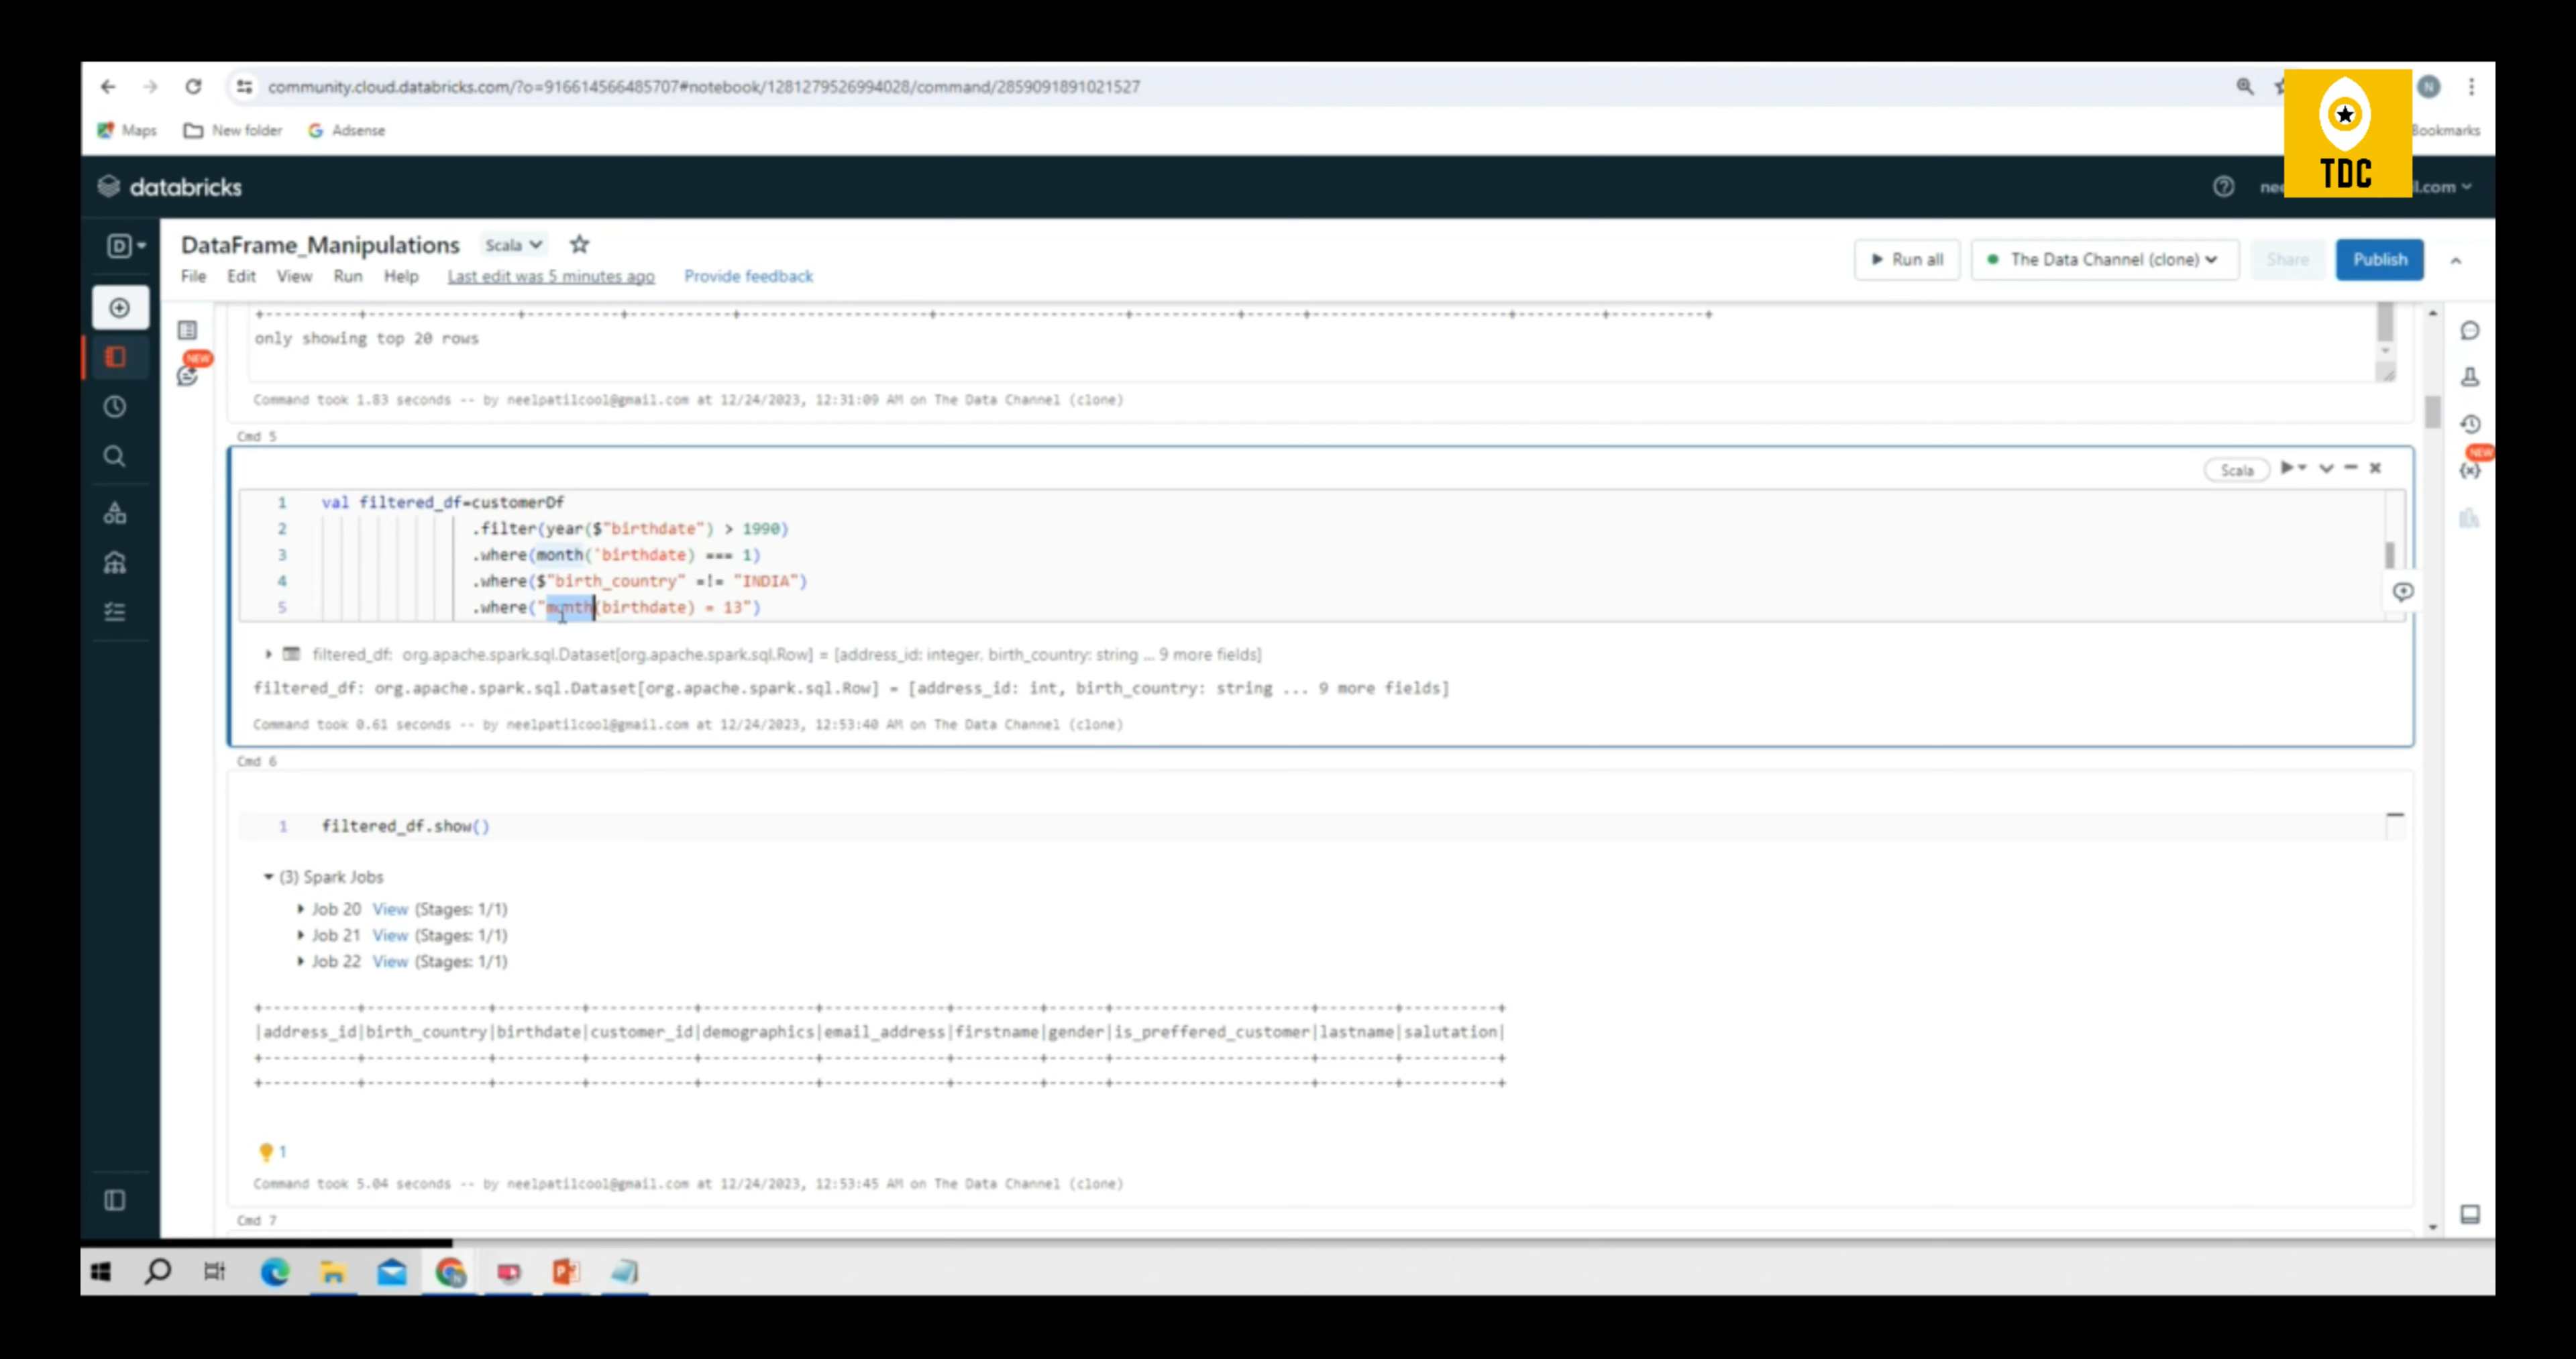 community.cloud.databricks.com/?o=916614566485707#notebook/1281279526994028/command/2859091891021527
N
Maps New folder Adsense
Bookmarks
TDC
databricks
nee l.com
D
DataFrame_Manipulations Scala
File Edit View Run Help Last edit was 5 minutes ago Provide feedback
Run all The Data Channel (clone) Share Publish
NEW
+----------+-------------+--------+----------+----------------+----------------+---------+-----+-----------------+--------+---------+
only showing top 20 rows
Command took 1.83 seconds -- by neelpatilcool@gmail.com at 12/24/2023, 12:31:09 AM on The Data Channel (clone)
Cmd 5
NEW
Scala
1 val filtered_df=customerDf
2 .filter(year($"birthdate") > 1990)
3 .where(month('birthdate) === 1)
4 .where($"birth_country" =!= "INDIA")
5 .where("month(birthdate) = 13")
filtered_df: org.apache.spark.sql.Dataset[org.apache.spark.sql.Row] = [address_id: integer, birth_country: string ... 9 more fields]
filtered_df: org.apache.spark.sql.Dataset[org.apache.spark.sql.Row] = [address_id: int, birth_country: string ... 9 more fields]
Command took 0.61 seconds -- by neelpatilcool@gmail.com at 12/24/2023, 12:53:40 AM on The Data Channel (clone)
Cmd 6
1 filtered_df.show()
(3) Spark Jobs
Job 20 View (Stages: 1/1)
Job 21 View (Stages: 1/1)
Job 22 View (Stages: 1/1)
+----------+-------------+---------+-----------+------------+-------------+---------+------+--------------------+--------+----------+
|address_id|birth_country|birthdate|customer_id|demographics|email_address|firstname|gender|is_preffered_customer|lastname|salutation|
+----------+-------------+---------+-----------+------------+-------------+---------+------+--------------------+--------+----------+
+----------+-------------+---------+-----------+------------+-------------+---------+------+--------------------+--------+----------+
1
Command took 5.04 seconds -- by neelpatilcool@gmail.com at 12/24/2023, 12:53:45 AM on The Data Channel (clone)
Cmd 7